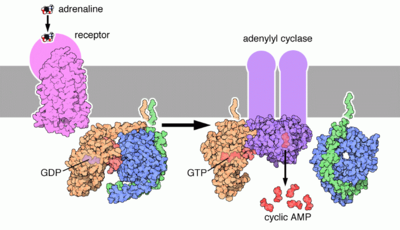 adrenaline
receptor
adenylyl cyclase
GDP
GTP
cyclic AMP